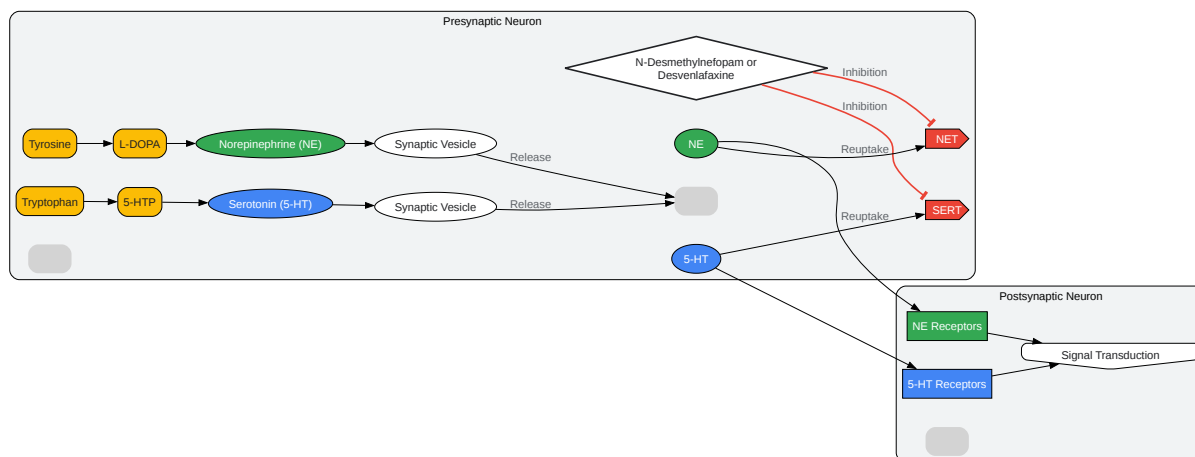 Presynaptic Neuron
N-Desmethylnefopam or
Desvenlafaxine
Inhibition
Inhibition
Tyrosine
L-DOPA
Norepinephrine (NE)
Synaptic Vesicle
Release
NE
Reuptake
NET
Tryptophan
5-HTP
Serotonin (5-HT)
Synaptic Vesicle
Release
Reuptake
SERT
5-HT
Postsynaptic Neuron
NE Receptors
Signal Transduction
5-HT Receptors